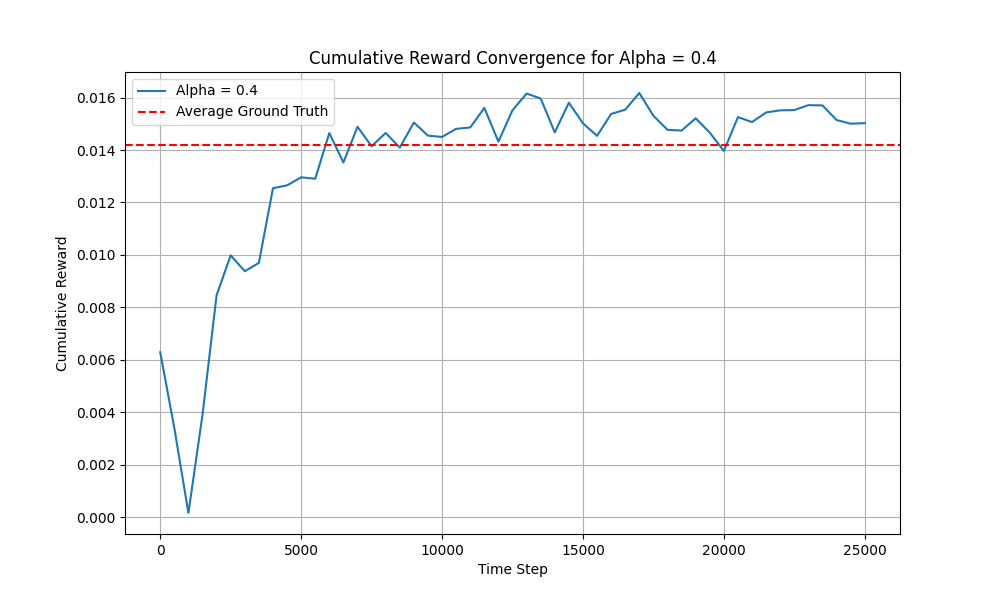 Cumulative Reward Convergence for Alpha = 0.4
Alpha = 0.4
Average Ground Truth
Cumulative Reward
0.016
0.014
0.012
0.010
0.008
0.006
0.004
0.002
0.000
0 5000 10000 15000 20000 25000
Time Step